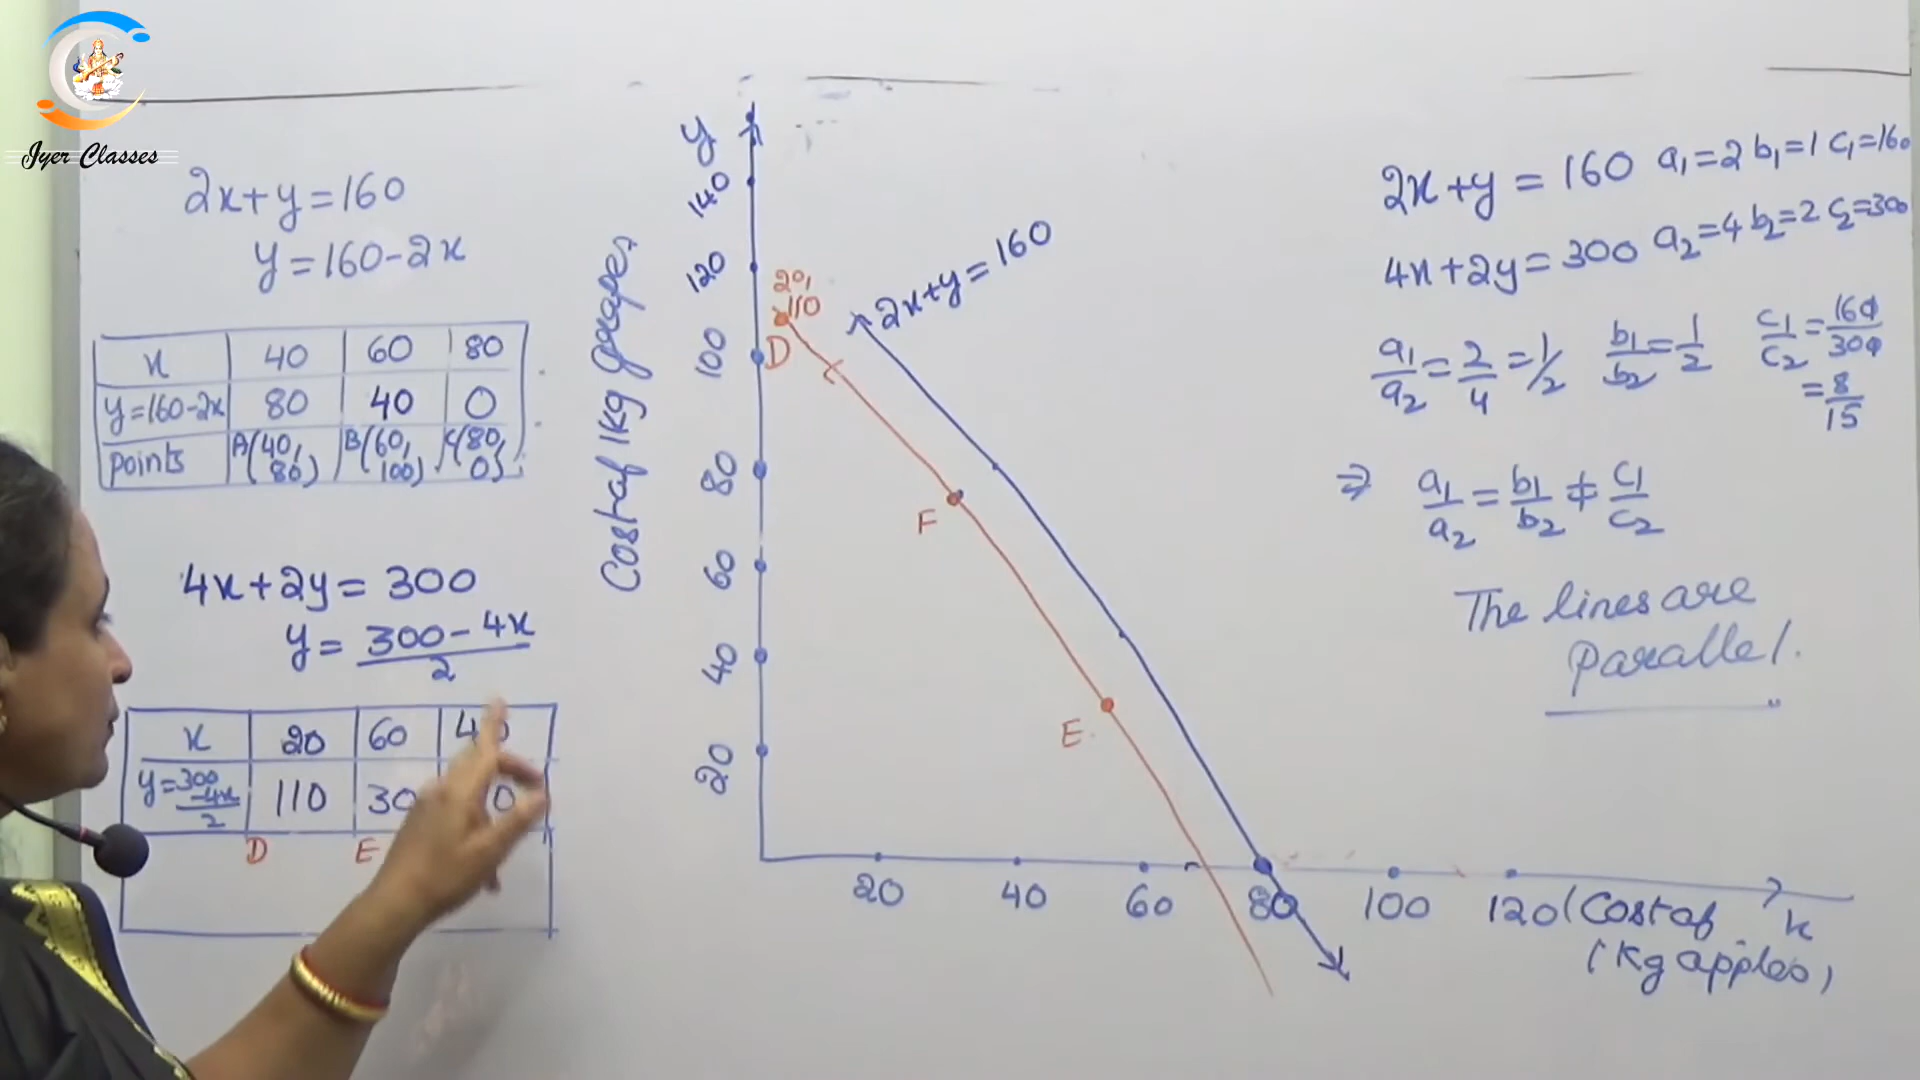 Iyer Classes
2x+y=160
y=160-2x
x 40 60 80
y=160-2x 80 40 0
points A(40, 80) B(60, 100) C(80, 0)
4x+2y=300
y=300-4x/2
x 20 60
y=300-4x/2 110 30
D E
y
140
120
100
80
60
40
20
Cost of 1kg grapes
20, 110
D
F
E
2x+y=160
20 40 60 80 100 120 (Cost of x
1kg apples)
2x+y=160 a1=2 b1=1 c1=160
4x+2y=300 a2=4 b2=2 c2=300
a1/a2=2/4=1/2 b1/b2=1/2 c1/c2=160/300
=8/15
⇒ a1/a2=b1/b2≠c1/c2
The lines are
Parallel.